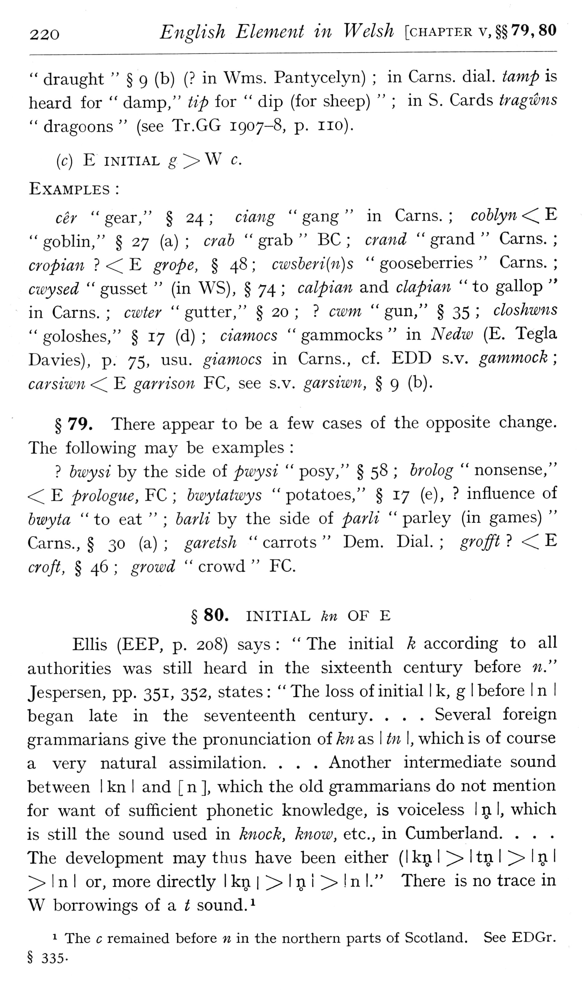 220 English Element in Welsh [CHAPTER V, §§ 79, 80
“ draught ” § 9 (b) (? in Wms. Pantycelyn) ; in Carns. dial. tamp is
heard for “ damp,” tip for “ dip (for sheep) ” ; in S. Cards tragŵns
“ dragoons ” (see Tr.GG 1907–8, p. 110).
(c) E INITIAL g > W c.
EXAMPLES :
cêr “ gear,” § 24 ; ciang “ gang ” in Carns. ; coblyn < E
“ goblin,” § 27 (a) ; crab “ grab ” BC ; crand “ grand ” Carns. ;
cropian ? < E grope, § 48 ; cwsberi(n)s “ gooseberries ” Carns. ;
cwysed “ gusset ” (in WS), § 74 ; calpian and clapian “ to gallop ”
in Carns. ; cwter “ gutter,” § 20 ; ? cwm “ gun,” § 35 ; closhwns
“ goloshes,” § 17 (d) ; ciamocs “ gammocks ” in Nedw (E. Tegla
Davies), p. 75, usu. giamocs in Carns., cf. EDD s.v. gammock ;
carsiwn < E garrison FC, see s.v. garsiwn, § 9 (b).
§ 79. There appear to be a few cases of the opposite change.
The following may be examples :
? bwysi by the side of pwysi “ posy,” § 58 ; brolog “ nonsense,”
< E prologue, FC ; bwytatwys “ potatoes,” § 17 (e), ? influence of
bwyta “ to eat ” ; barli by the side of parli “ parley (in games) ”
Carns., § 30 (a) ; garetsh “ carrots ” Dem. Dial. ; grofft ? < E
croft, § 46 ; growd “ crowd ” FC.
§ 80. INITIAL kn OF E
Ellis (EEP, p. 208) says : “ The initial k according to all
authorities was still heard in the sixteenth century before n.”
Jespersen, pp. 351, 352, states : “ The loss of initial | k, g | before | n |
began late in the seventeenth century. . . . Several foreign
grammarians give the pronunciation of kn as | tn |, which is of course
a very natural assimilation. . . . Another intermediate sound
between | kn | and [ n ], which the old grammarians do not mention
for want of sufficient phonetic knowledge, is voiceless | n̥ |, which
is still the sound used in knock, know, etc., in Cumberland. . . .
The development may thus have been either (| kn̥ | > | tn̥ | > | n̥ |
> | n | or, more directly | kn̥ | > | n̥ | > | n |.” There is no trace in
W borrowings of a t sound.¹
¹ The c remained before n in the northern parts of Scotland. See EDGr.
§ 335.